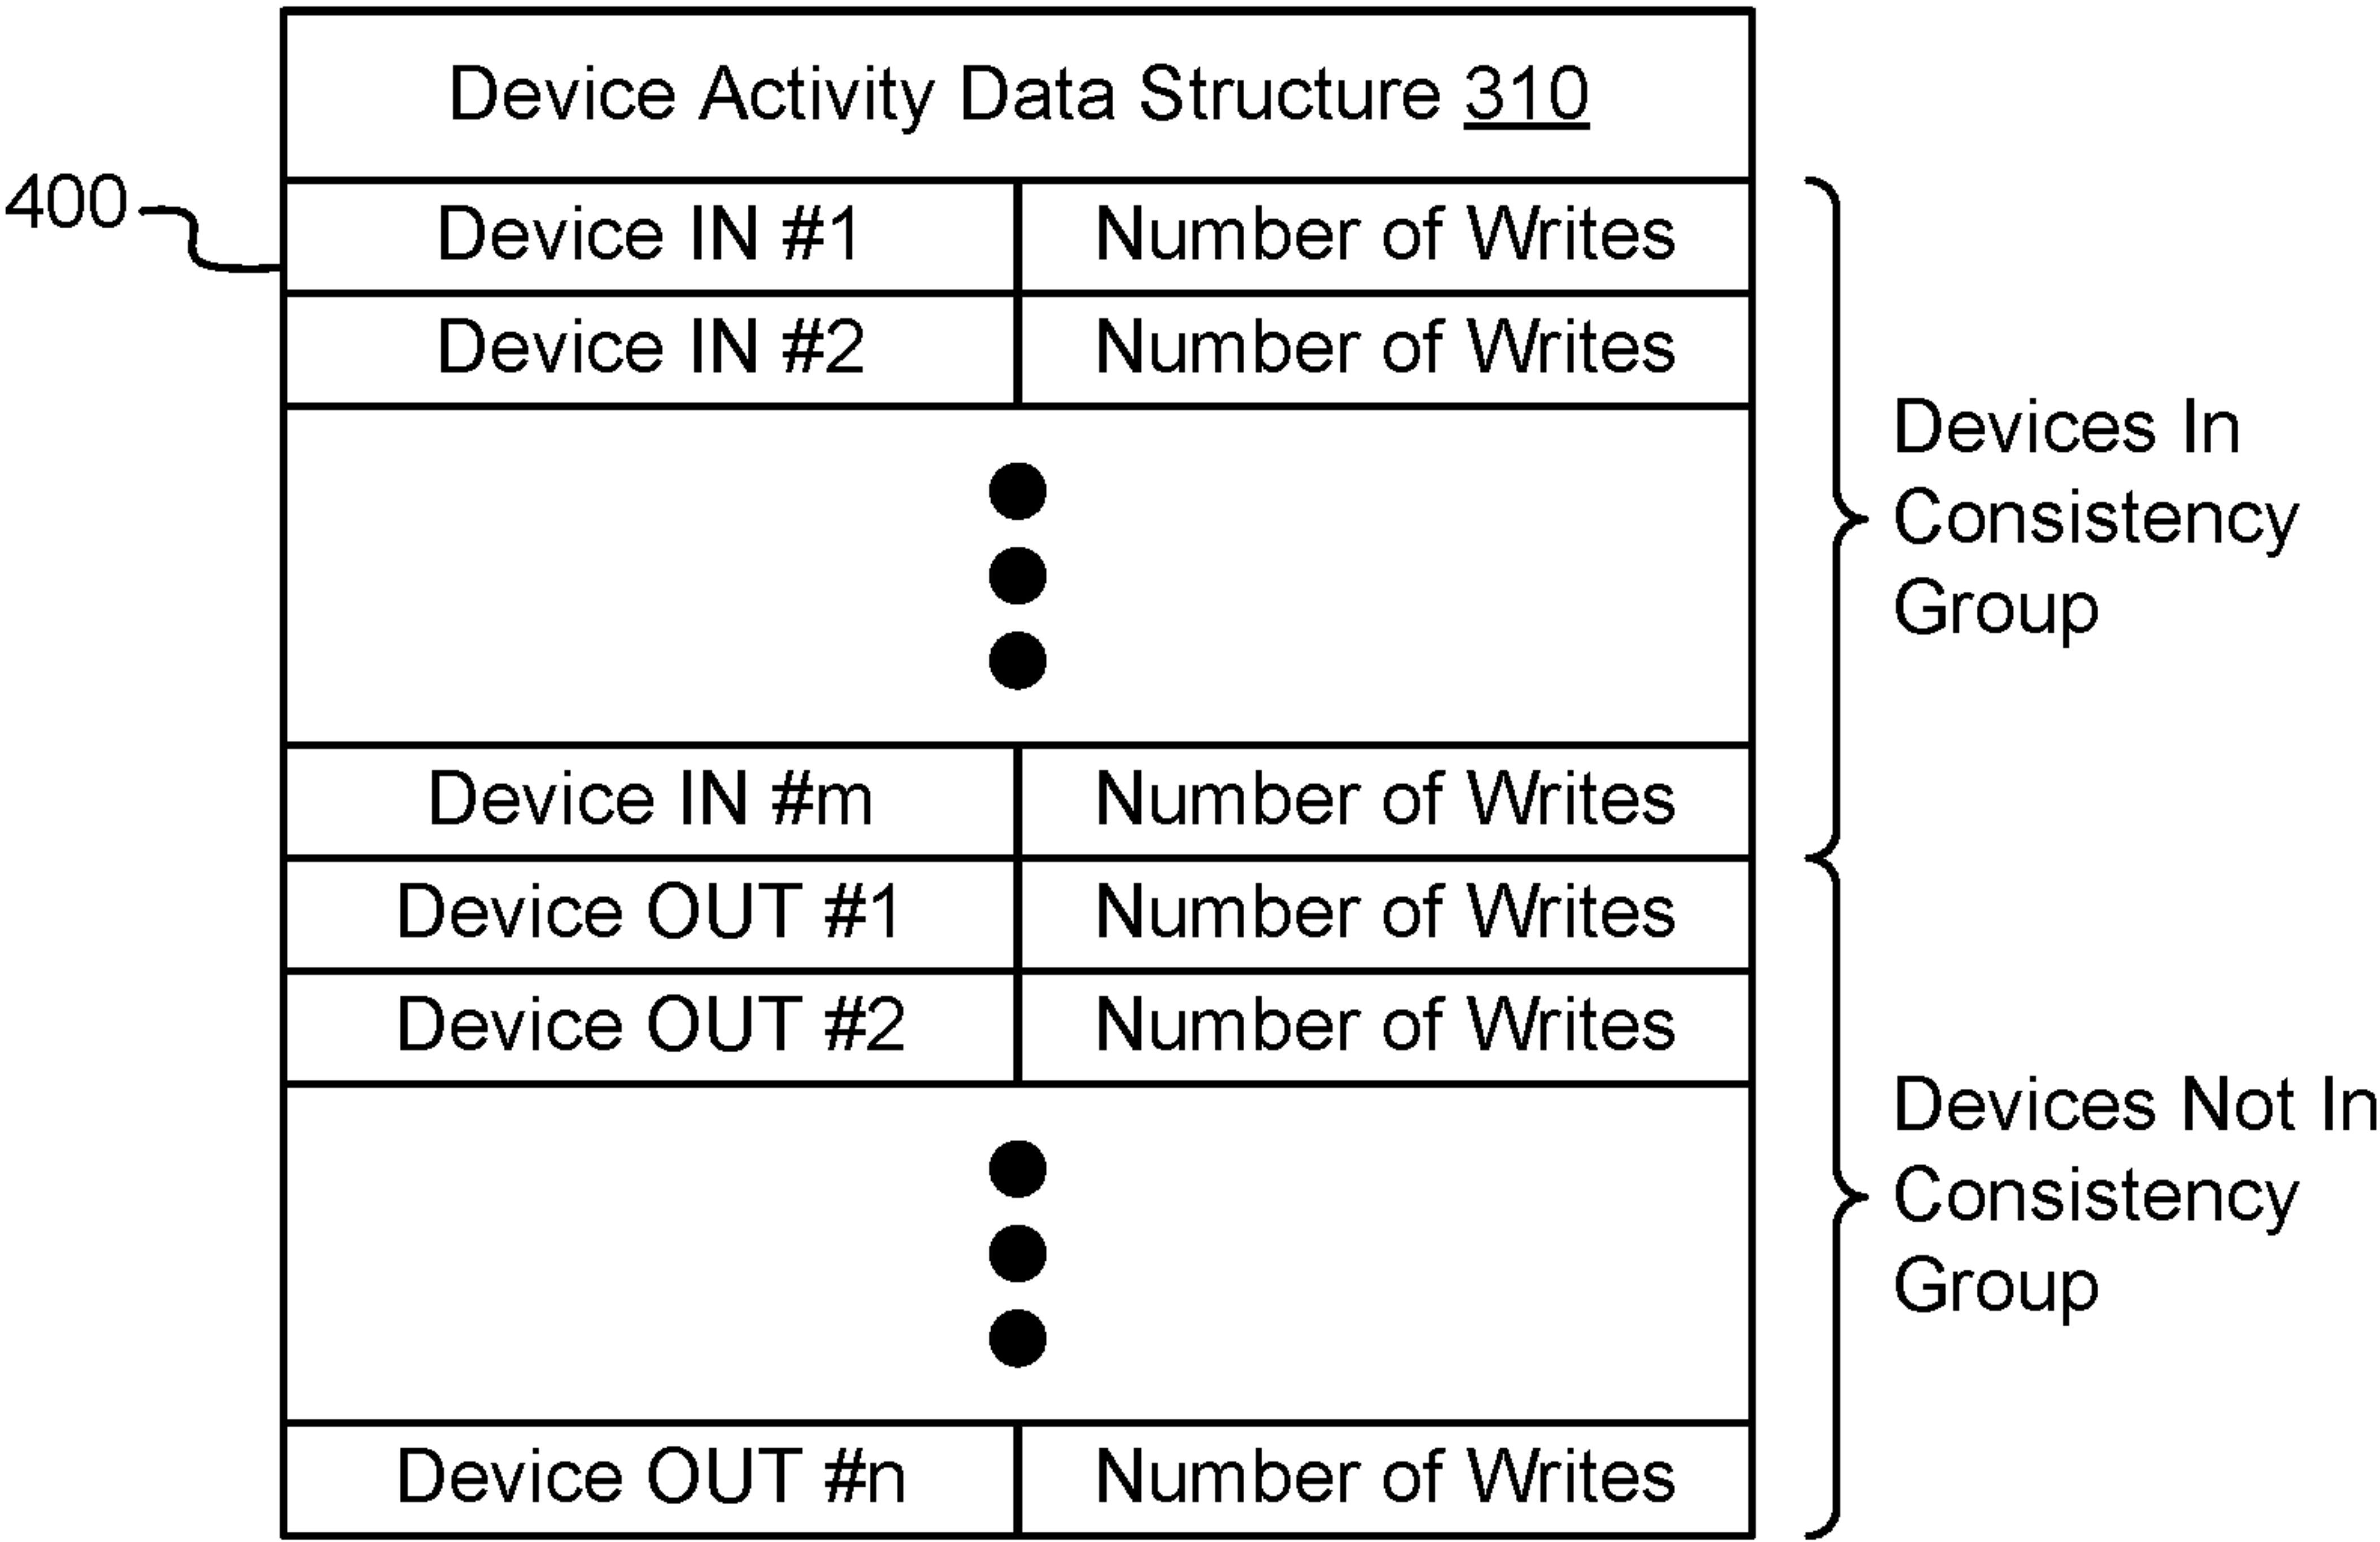 Device Activity Data Structure 310
400
Device IN #1 Number of Writes
Device IN #2 Number of Writes
Devices In
Consistency
Group
Device IN #m Number of Writes
Device OUT #1 Number of Writes
Device OUT #2 Number of Writes
Devices Not In
Consistency
Group
Device OUT #n Number of Writes